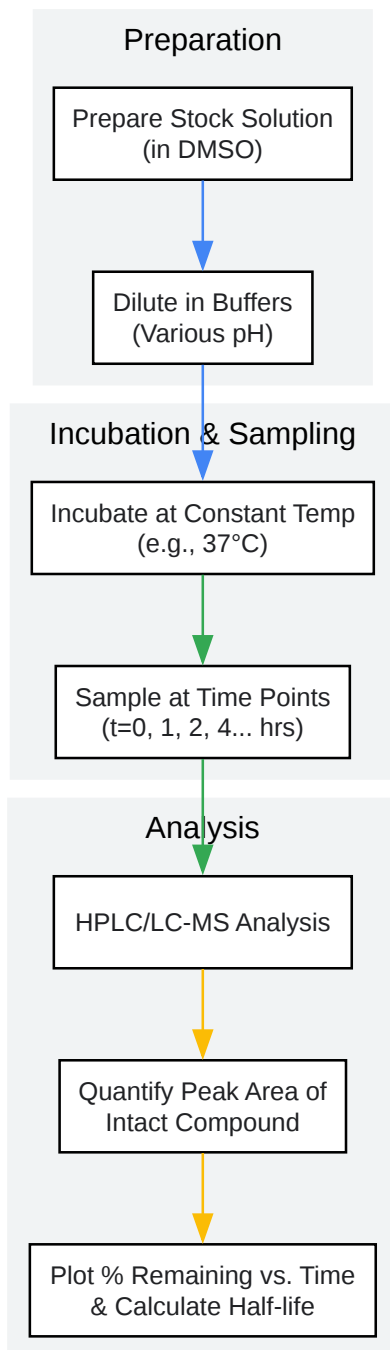 Preparation
Prepare Stock Solution
(in DMSO)
Dilute in Buffers
(Various pH)
Incubation & Sampling
Incubate at Constant Temp
(e.g., 37°C)
Sample at Time Points
(t=0, 1, 2, 4... hrs)
Analysis
HPLC/LC-MS Analysis
Quantify Peak Area of
Intact Compound
Plot % Remaining vs. Time
& Calculate Half-life